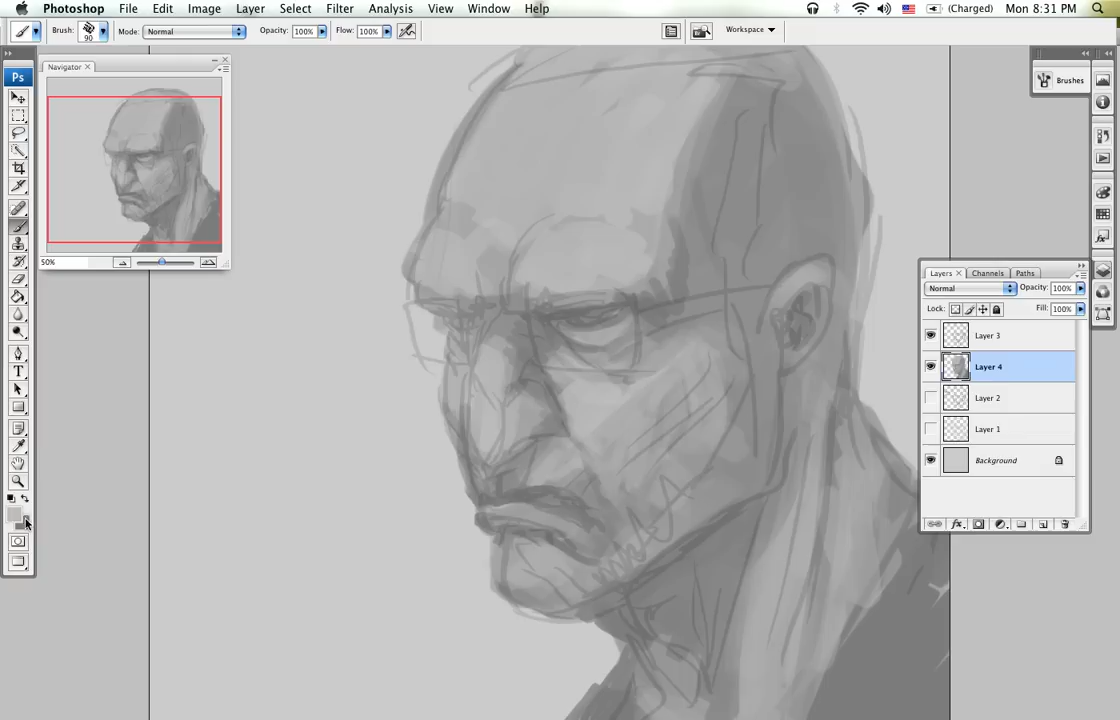 Photoshop File Edit Image Layer Select Filter Analysis View Window Help (Charged) Mon 8:31 PM
Brush: 90 Mode: Normal Opacity: 100% Flow: 100% Workspace
Navigator
Ps
50%
Brushes
Layers Channels Paths
Normal Opacity: 100%
Lock: Fill: 100%
Layer 3
Layer 4
Layer 2
Layer 1
Background